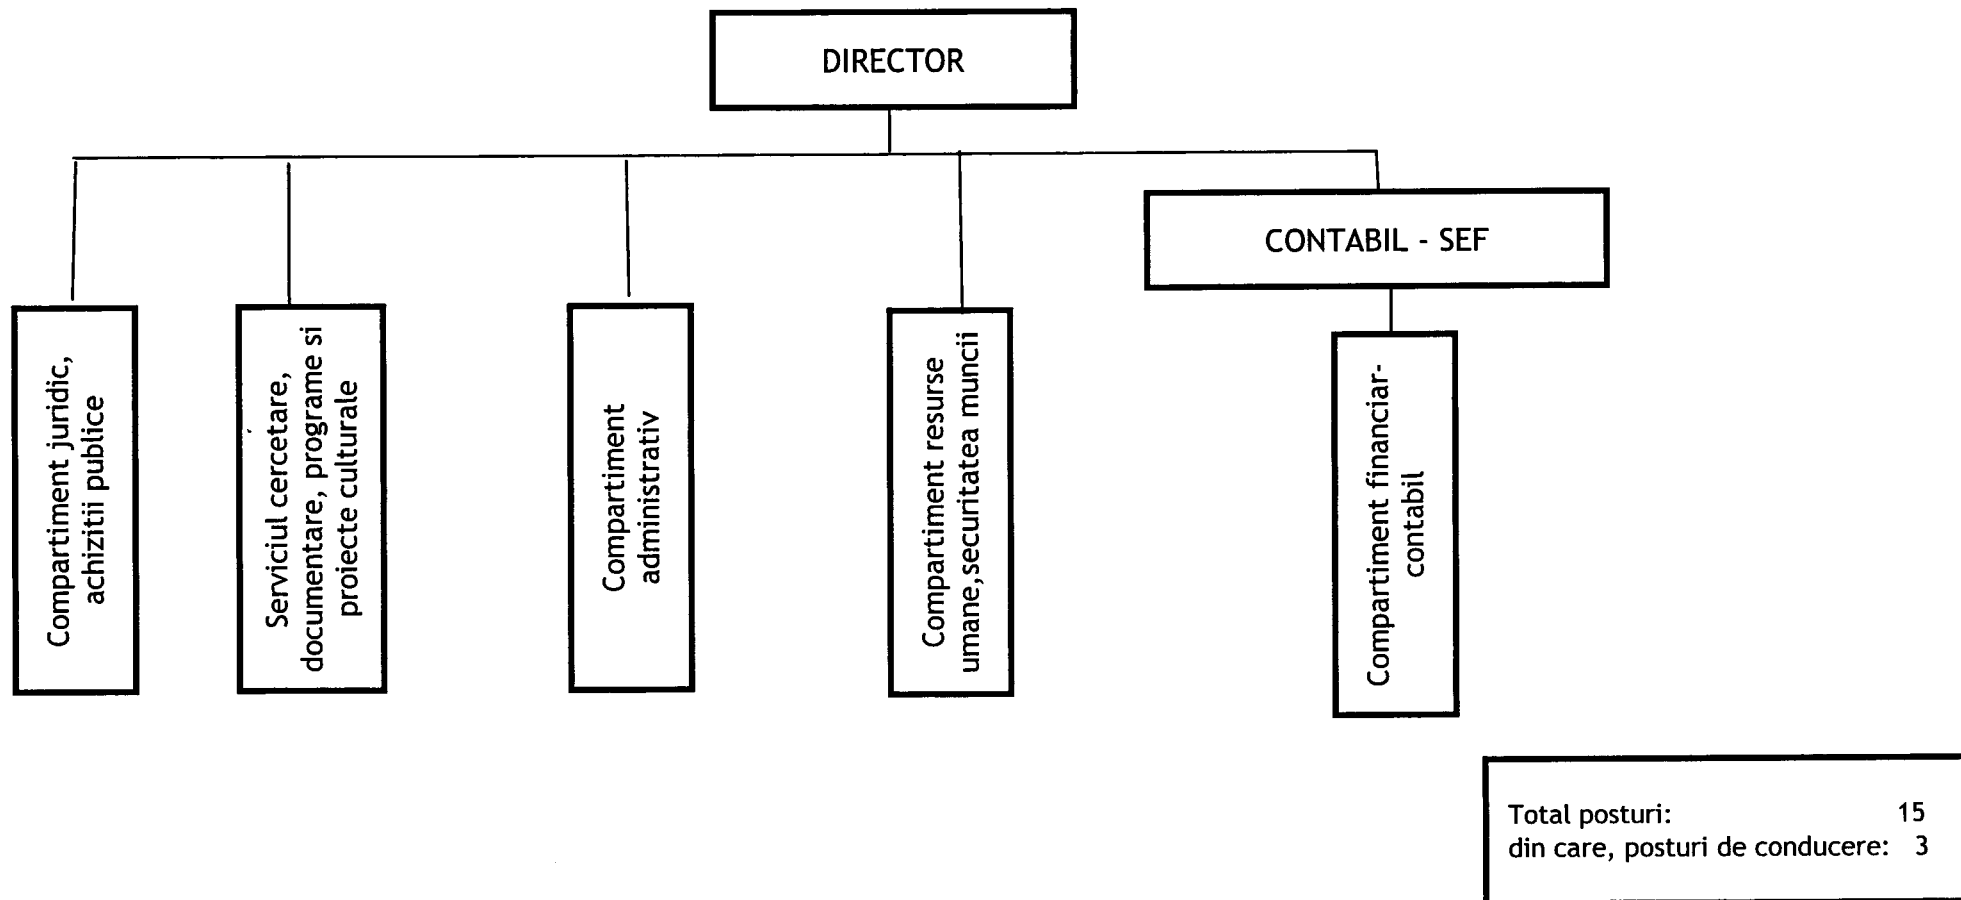 DIRECTOR
CONTABIL - SEF
Compartiment juridic,
achizitii publice
Serviciul cercetare,
documentare, programe si
proiecte culturale
Compartiment
administrativ
Compartiment resurse
umane,securitatea muncii
Compartiment financiar-
contabil
Total posturi: 15
din care, posturi de conducere: 3